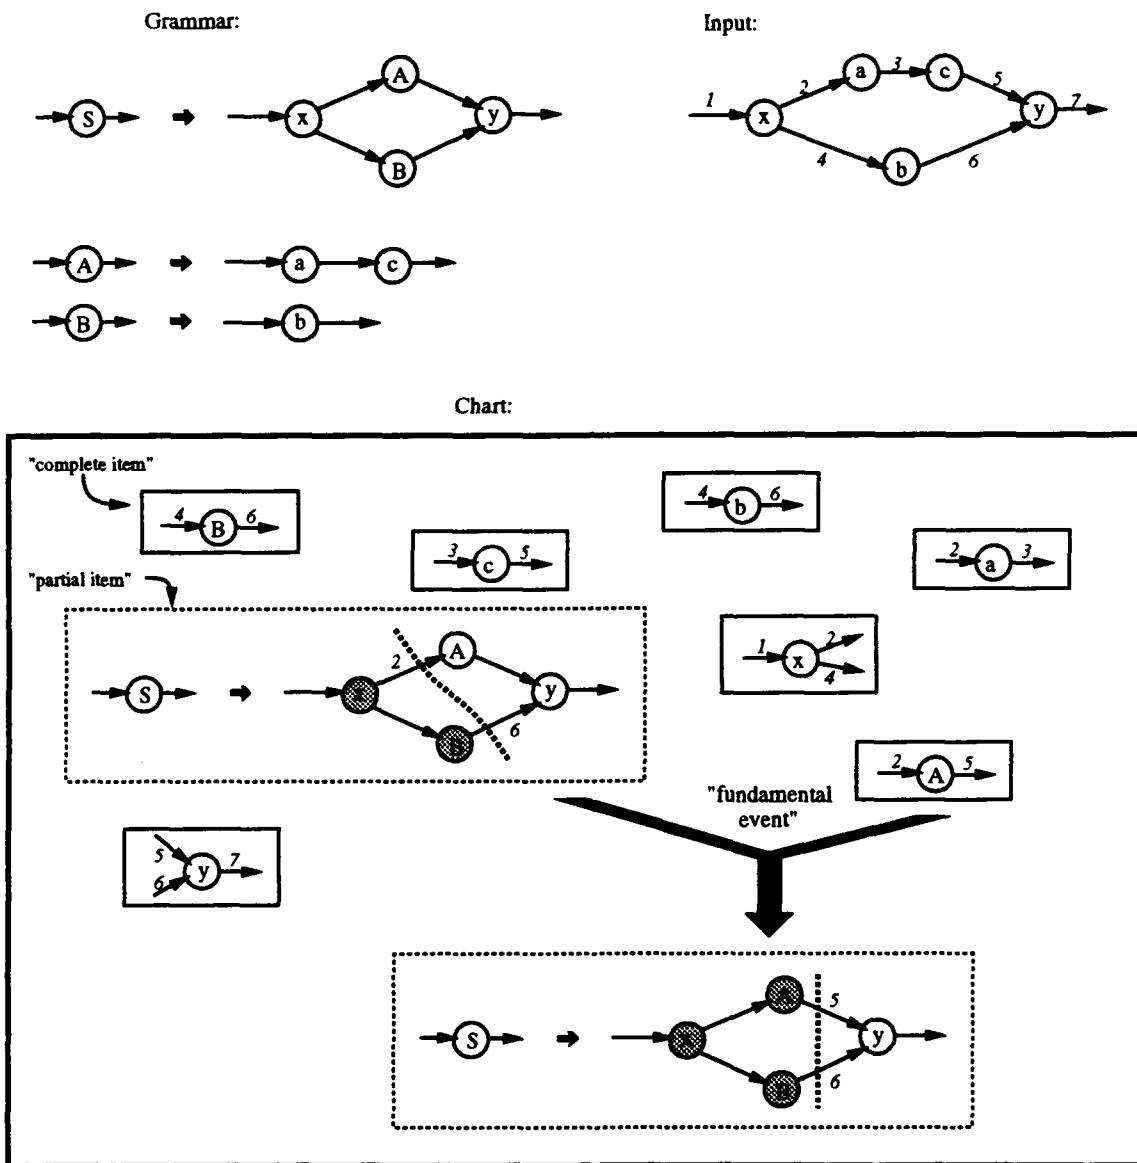 Grammar:
Input:
S
x
A
B
y
1
x
2
a
3
c
5
y
7
4
b
6
A
a
c
B
b
Chart:
"complete item"
4 B 6
4 b 6
3 c 5
2 a 3
"partial item"
S
x
2
A
B
6
y
1 x 2
4
2 A 5
"fundamental
event"
5
6
y 7
S
x
A
5
B
6
y